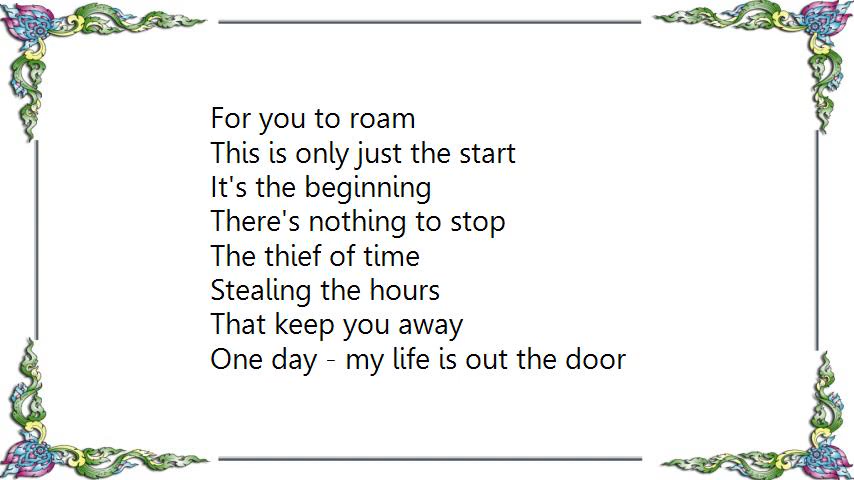 For you to roam
This is only just the start
It's the beginning
There's nothing to stop
The thief of time
Stealing the hours
That keep you away
One day - my life is out the door